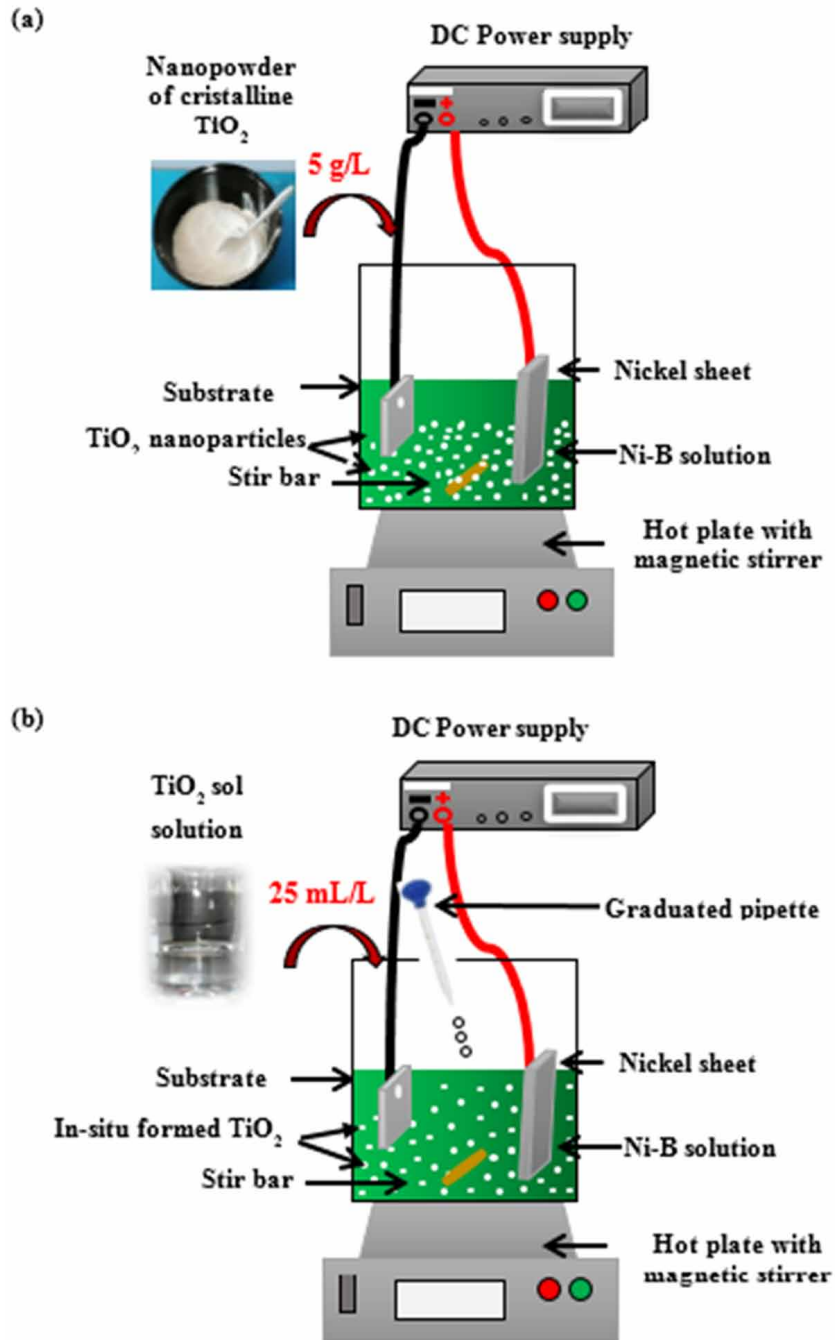 (a)
DC Power supply
Nanopowder
of cristalline
TiO2
5 g/L
Substrate
Nickel sheet
TiO2 nanoparticles
Ni-B solution
Stir bar
Hot plate with
magnetic stirrer
(b)
DC Power supply
TiO2 sol
solution
25 mL/L
Graduated pipette
Substrate
Nickel sheet
In-situ formed TiO2
Ni-B solution
Stir bar
Hot plate with
magnetic stirrer